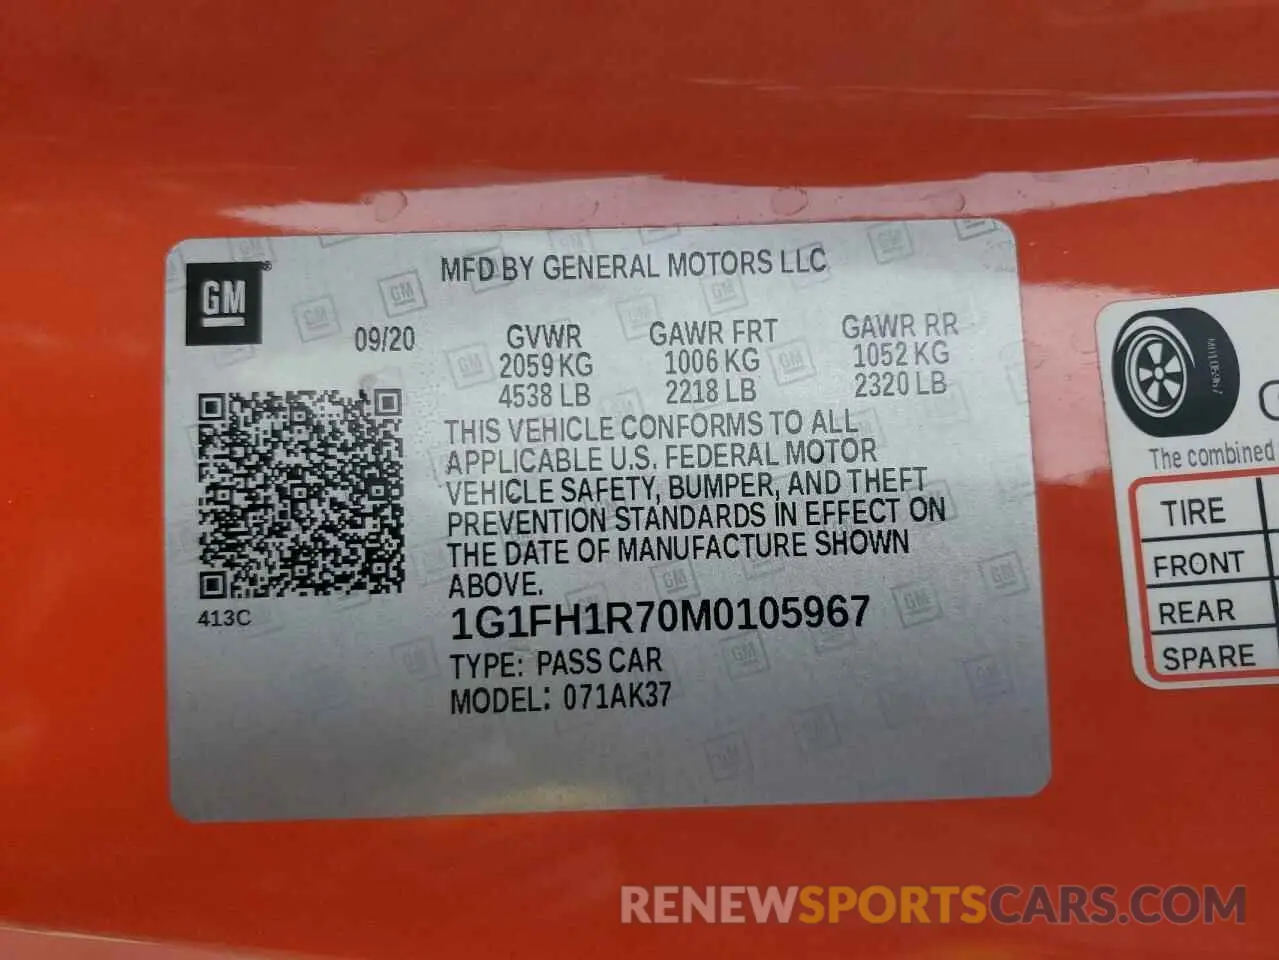 MFD BY GENERAL MOTORS LLC
GM®
09/20
GVWR
2059 KG
4538 LB
GAWR FRT
1006 KG
2218 LB
GAWR RR
1052 KG
2320 LB
THIS VEHICLE CONFORMS TO ALL
APPLICABLE U.S. FEDERAL MOTOR
VEHICLE SAFETY, BUMPER, AND THEFT
PREVENTION STANDARDS IN EFFECT ON
THE DATE OF MANUFACTURE SHOWN
ABOVE.
413C
1G1FH1R70M0105967
TYPE: PASS CAR
MODEL: 071AK37
The combined
TIRE
FRONT
REAR
SPARE
RENEWSPORTSCARS.COM